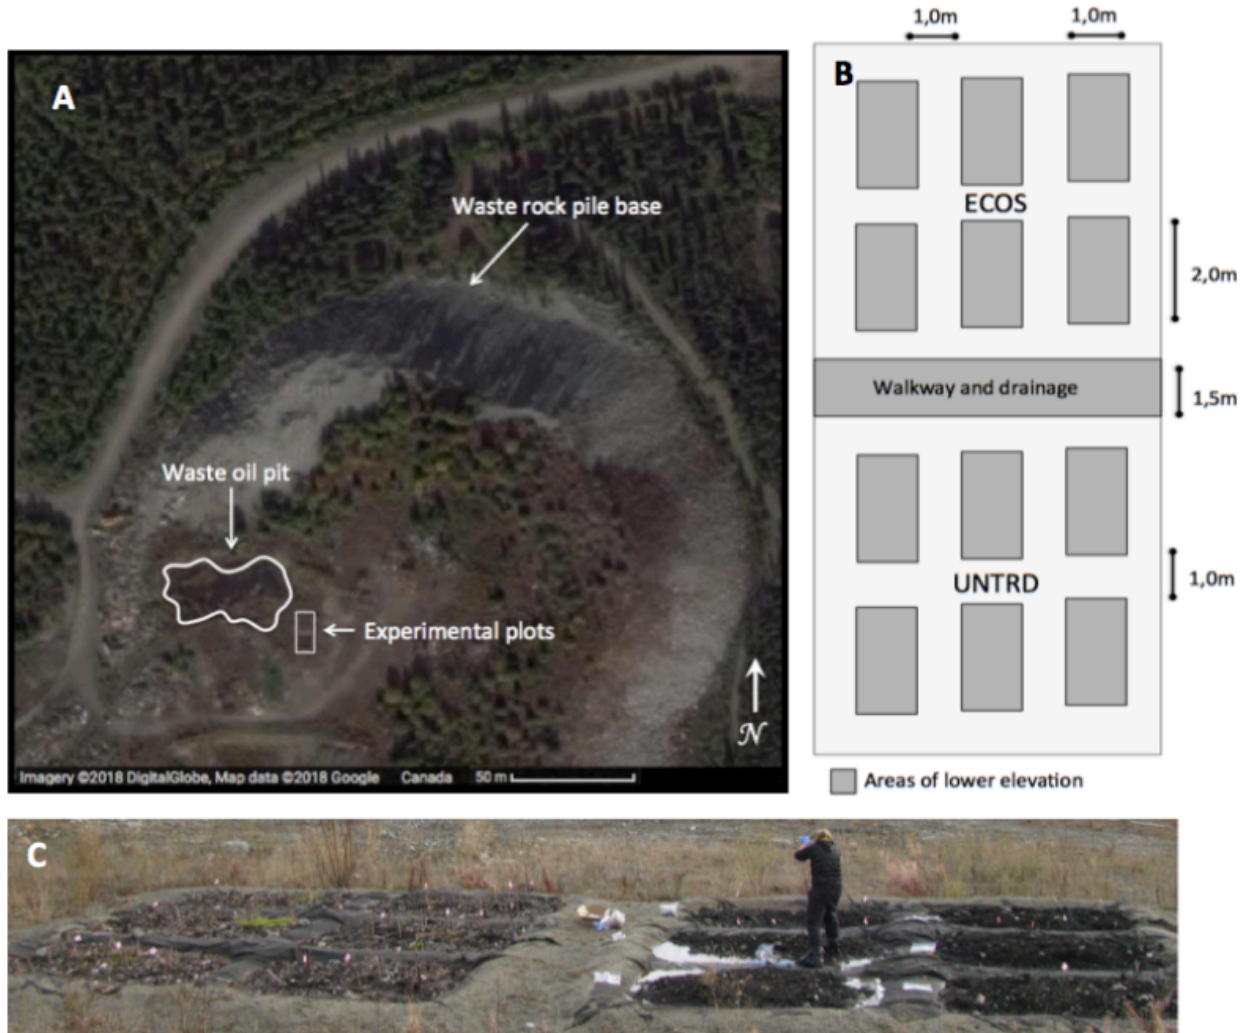 A
Waste rock pile base
Waste oil pit
Experimental plots
N
Imagery ©2018 DigitalGlobe, Map data ©2018 Google Canada 50 m
1,0m 1,0m
B
ECOS
2,0m
Walkway and drainage
1,5m
UNTRD
1,0m
Areas of lower elevation
C